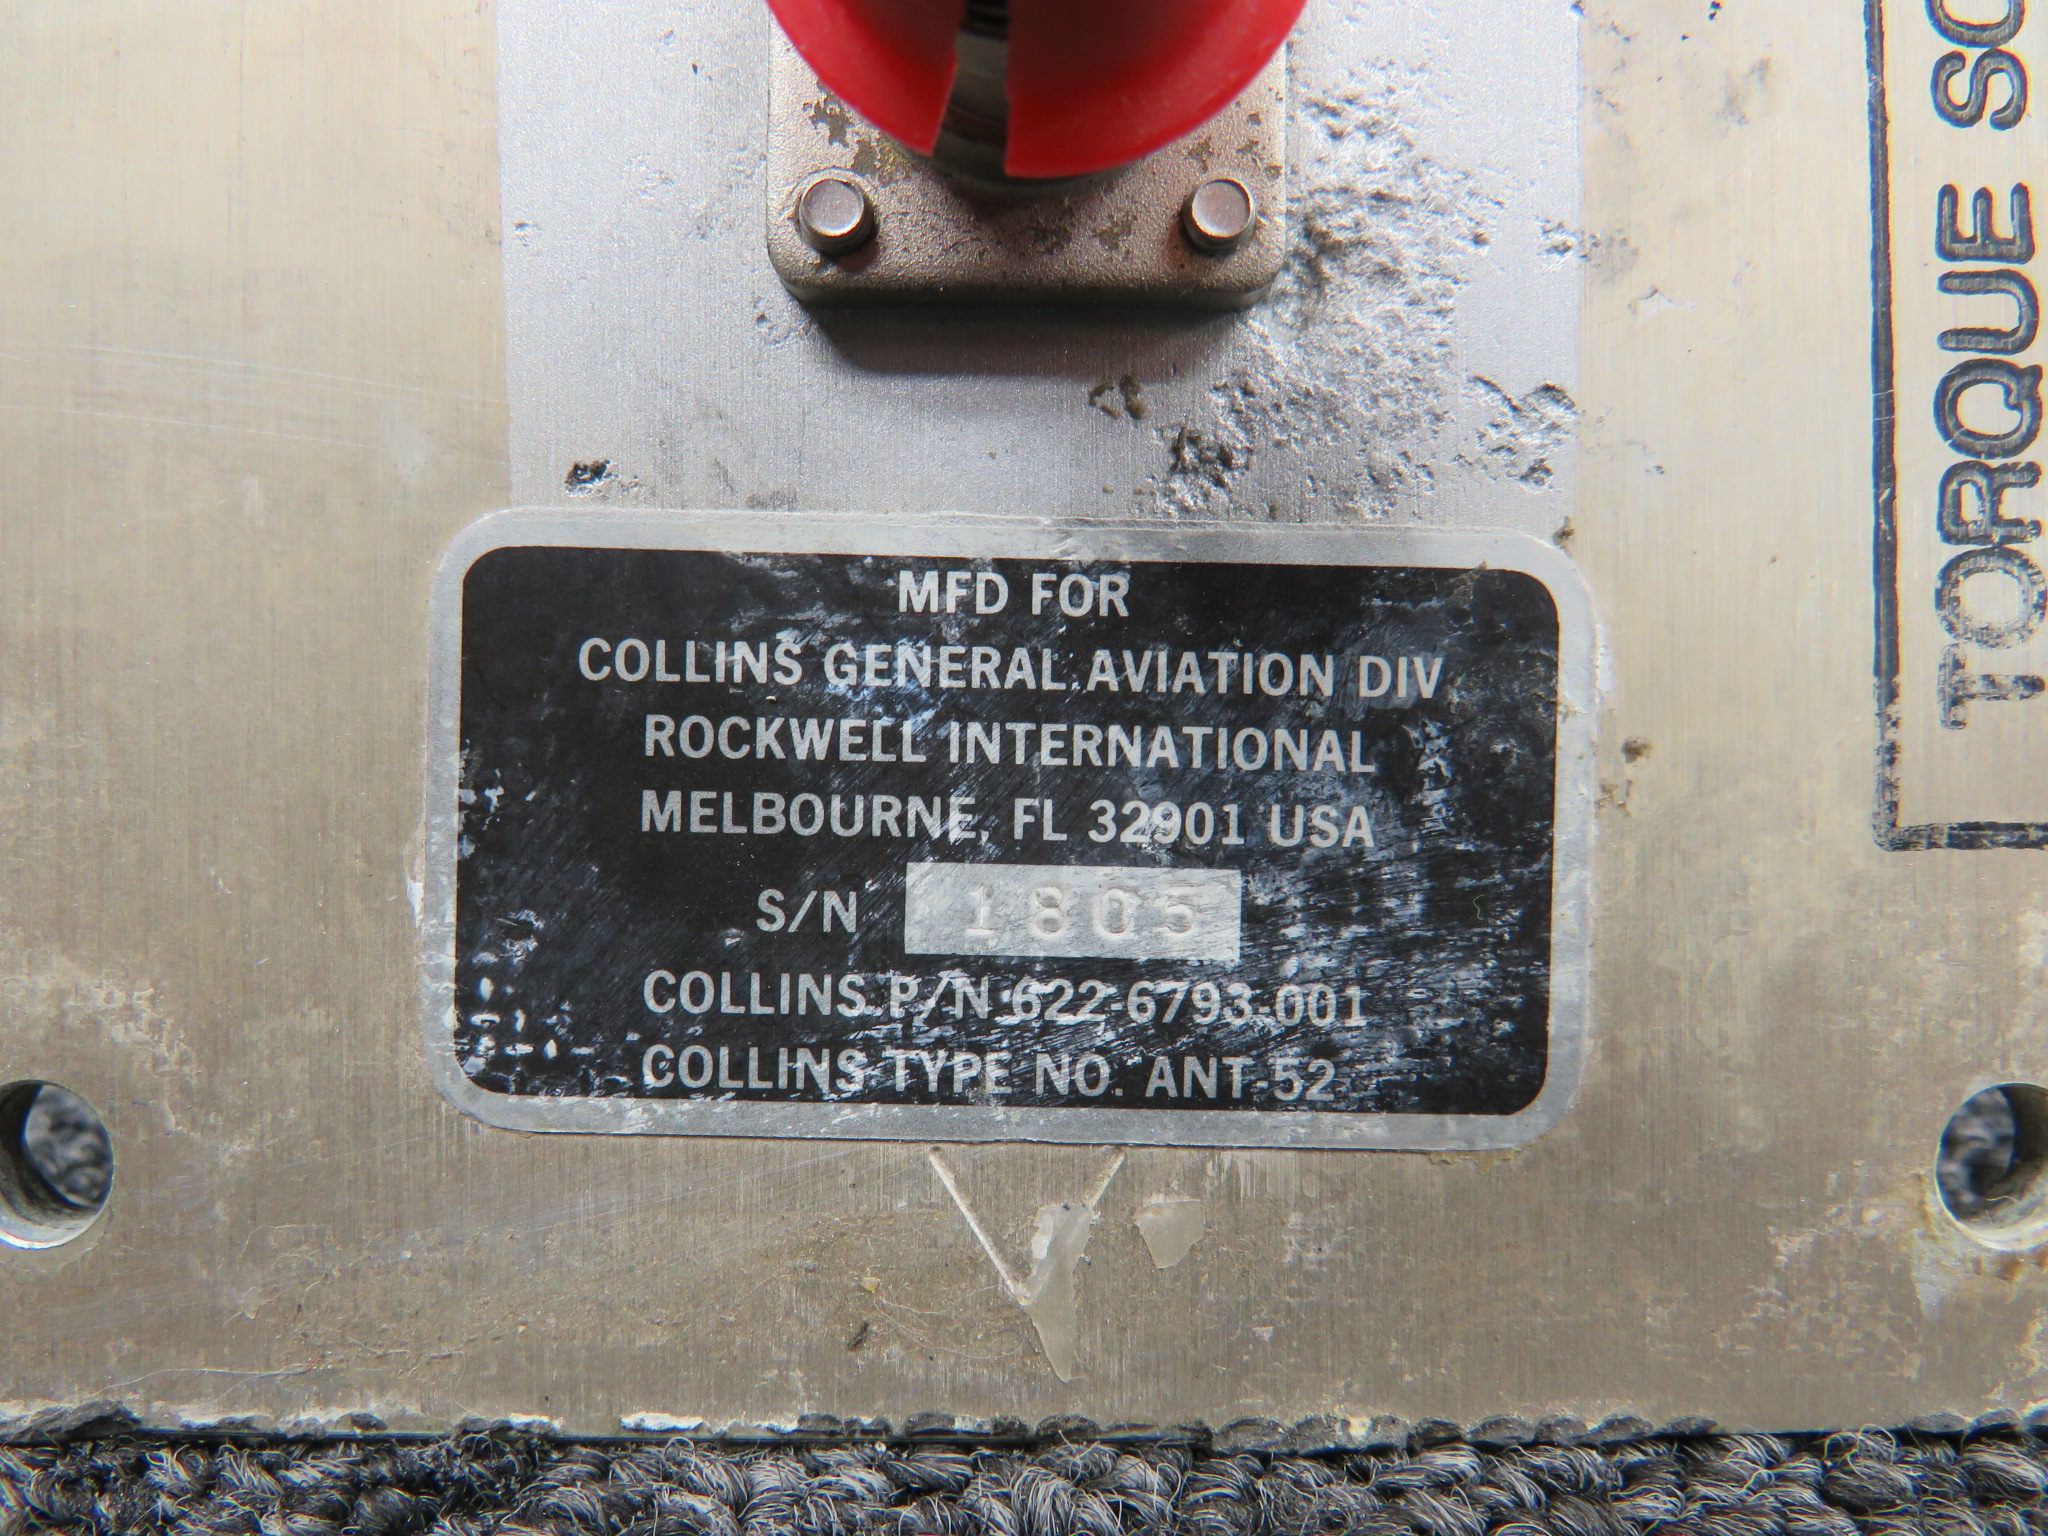 MFD FOR
COLLINS GENERAL AVIATION DIV
ROCKWELL INTERNATIONAL
MELBOURNE, FL 32901 USA
S/N 1805
COLLINS P/N 622-6793-001
COLLINS TYPE NO. ANT-52
TORQUE